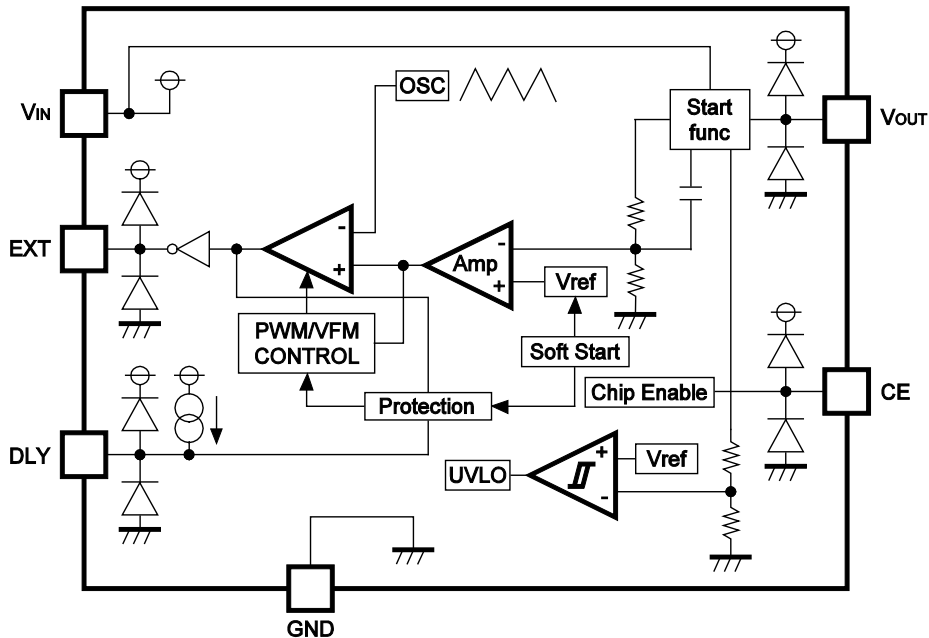 OSC
VIN
Start
func
VOUT
EXT
-
+
Amp
-
+
Vref
PWM/VFM
CONTROL
Soft Start
Chip Enable
CE
Protection
DLY
UVLO
+
-
Vref
GND